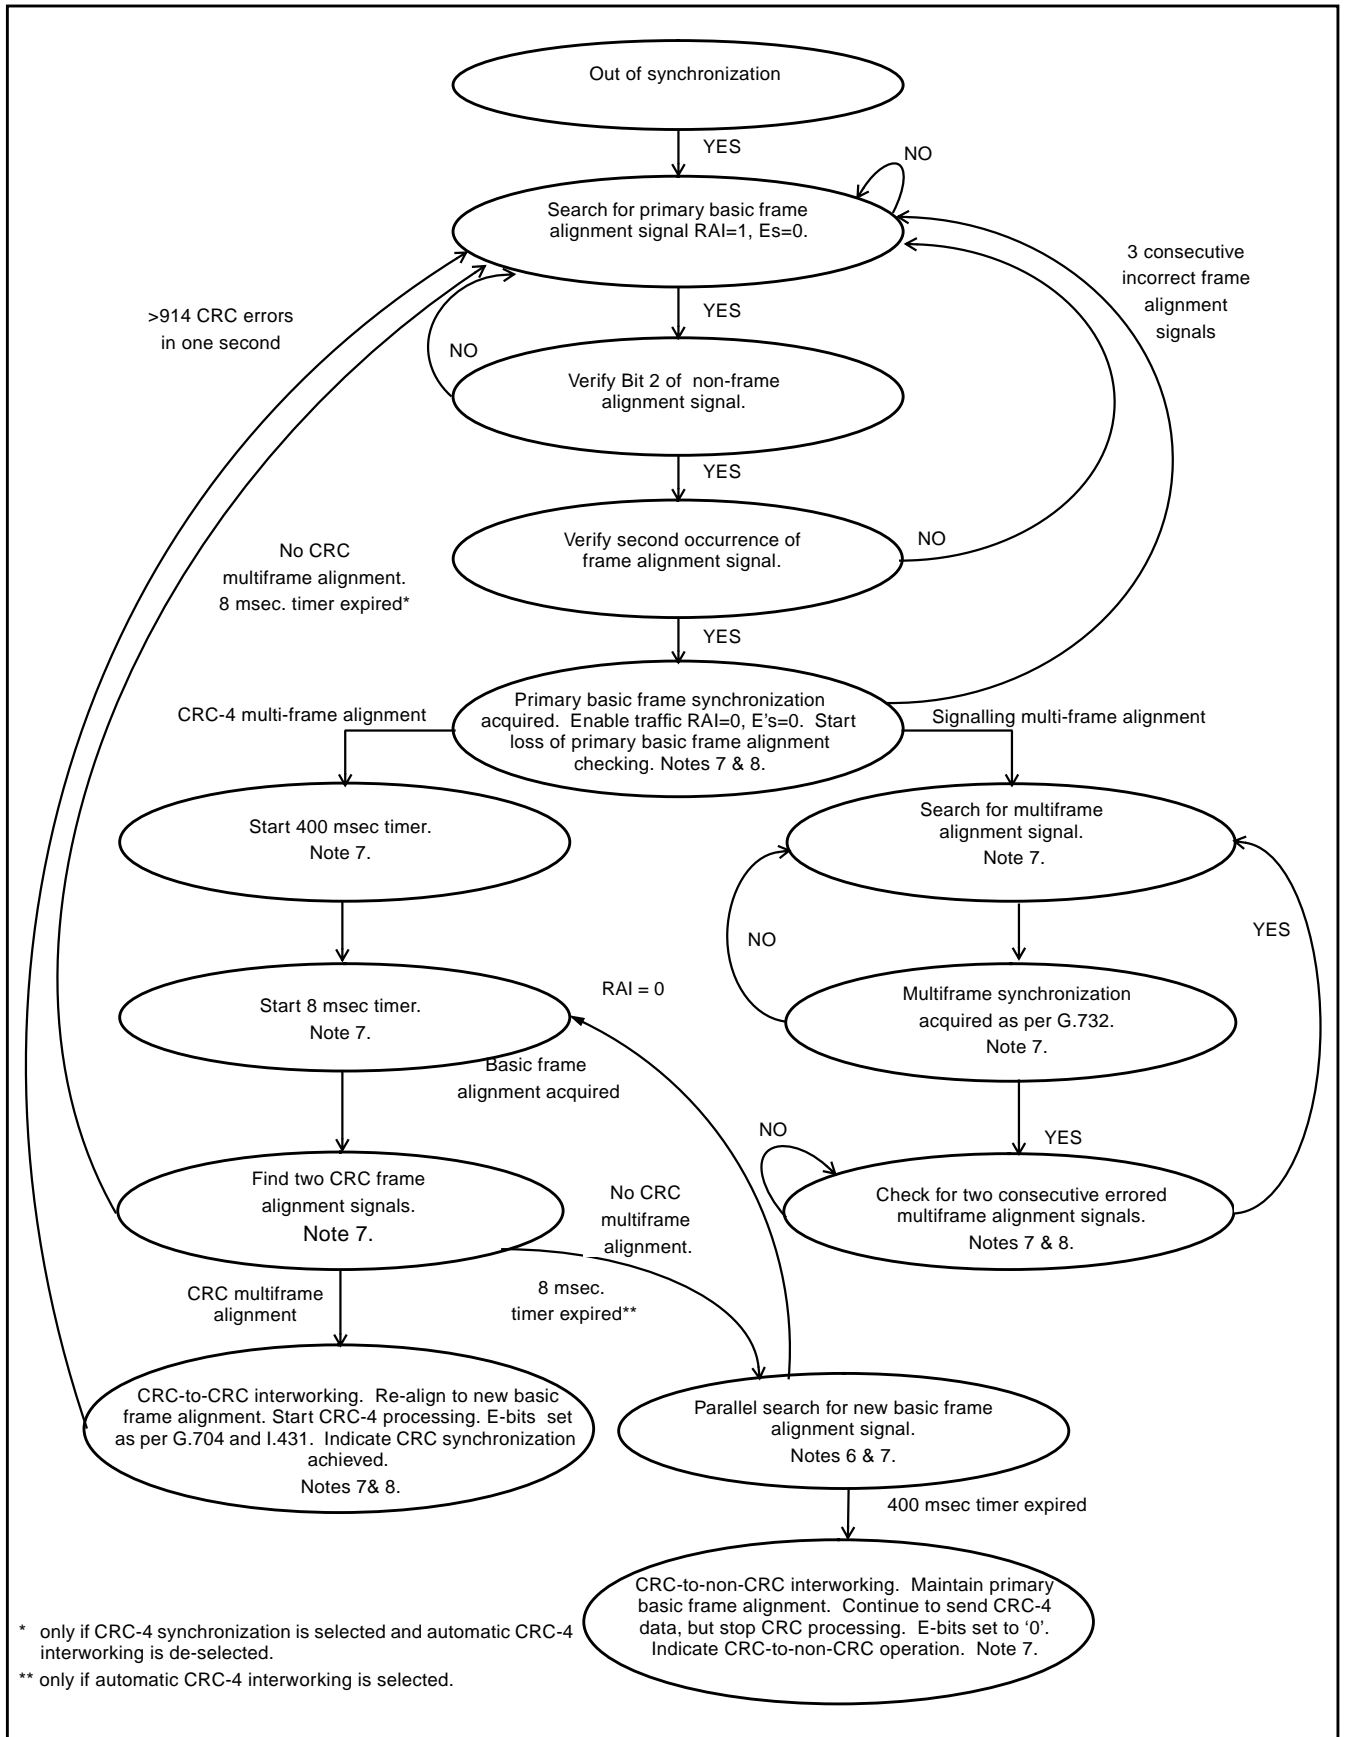 Out of synchronization
YES
NO
Search for primary basic frame
alignment signal RAI=1, Es=0.
3 consecutive
incorrect frame
alignment
signals
>914 CRC errors
in one second
YES
NO
Verify Bit 2 of non-frame
alignment signal.
YES
Verify second occurrence of
frame alignment signal.
NO
No CRC
multiframe alignment.
8 msec. timer expired*
YES
Primary basic frame synchronization
acquired. Enable traffic RAI=0, E's=0. Start
loss of primary basic frame alignment
checking. Notes 7 & 8.
CRC-4 multi-frame alignment
Signalling multi-frame alignment
Start 400 msec timer.
Note 7.
Search for multiframe
alignment signal.
Note 7.
NO
YES
Start 8 msec timer.
Note 7.
RAI = 0
Basic frame
alignment acquired
Multiframe synchronization
acquired as per G.732.
Note 7.
YES
NO
Find two CRC frame
alignment signals.
Note 7.
No CRC
multiframe
alignment.
Check for two consecutive errored
multiframe alignment signals.
Notes 7 & 8.
CRC multiframe
alignment
8 msec.
timer expired**
CRC-to-CRC interworking. Re-align to new basic
frame alignment. Start CRC-4 processing. E-bits set
as per G.704 and I.431. Indicate CRC synchronization
achieved.
Notes 7& 8.
Parallel search for new basic frame
alignment signal.
Notes 6 & 7.
400 msec timer expired
CRC-to-non-CRC interworking. Maintain primary
basic frame alignment. Continue to send CRC-4
data, but stop CRC processing. E-bits set to ‘0’.
Indicate CRC-to-non-CRC operation. Note 7.
* only if CRC-4 synchronization is selected and automatic CRC-4
interworking is de-selected.
** only if automatic CRC-4 interworking is selected.